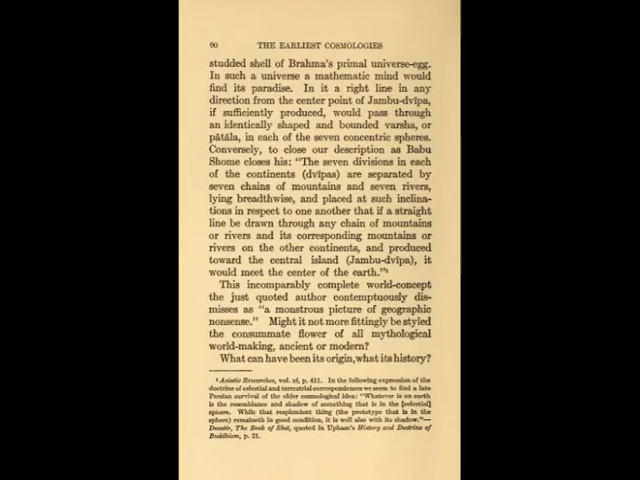 90 THE EARLIEST COSMOLOGIES
studded shell of Brahma's primal universe-egg.
In such a universe a mathematic mind would
find its paradise. In it a right line in any
direction from the center point of Jambu-dvîpa,
if sufficiently produced, would pass through
an identically shaped and bounded varsha, or
pâtâla, in each of the seven concentric spheres.
Conversely, to close our description as Babu
Shome closes his: "The seven divisions in each
of the continents (dvîpas) are separated by
seven chains of mountains and seven rivers,
lying breadthwise, and placed at such inclina-
tions in respect to one another that if a straight
line be drawn through any chain of mountains
or rivers and its corresponding mountains or
rivers on the other continents, and produced
toward the central island (Jambu-dvîpa), it
would meet the center of the earth."¹
This incomparably complete world-concept
the just quoted author contemptuously dis-
misses as "a monstrous picture of geographic
nonsense." Might it not more fittingly be styled
the consummate flower of all mythological
world-making, ancient or modern?
What can have been its origin, what its history?
¹ Asiatic Researches, vol. xi, p. 411. In the following expression of the
doctrine of celestial and terrestrial correspondences we seem to find a late
Persian survival of the older cosmological idea: "Whatever is on earth
is the resemblance and shadow of something that is in the [celestial]
sphere. While that resplendent thing (the prototype that is in the
sphere) remaineth in good condition, it is well also with its shadow."—
Desatir, The Book of Shet, quoted in Upham's History and Doctrine of
Buddhism, p. 21.